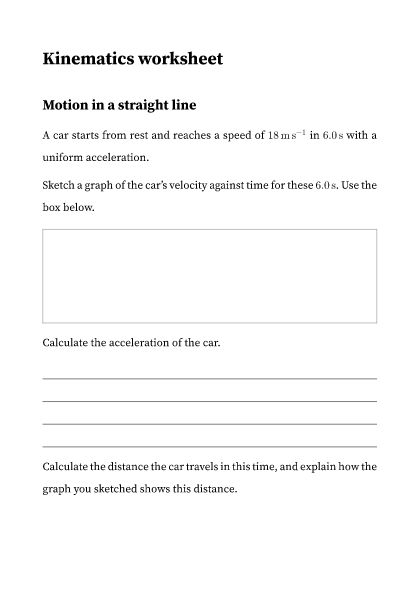 Kinematics worksheet
Motion in a straight line
A car starts from rest and reaches a speed of 18 m s⁻¹ in 6.0 s with a
uniform acceleration.
Sketch a graph of the car’s velocity against time for these 6.0 s. Use the
box below.
Calculate the acceleration of the car.
Calculate the distance the car travels in this time, and explain how the
graph you sketched shows this distance.